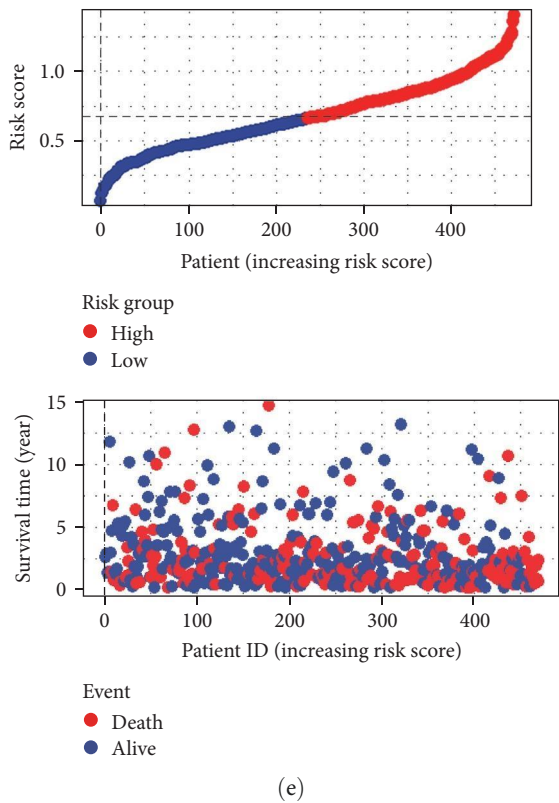 1.0
0.5
Risk score
0 100 200 300 400
Patient (increasing risk score)
Risk group
High
Low
15
10
5
0
Survival time (year)
0 100 200 300 400
Patient ID (increasing risk score)
Event
Death
Alive
(e)